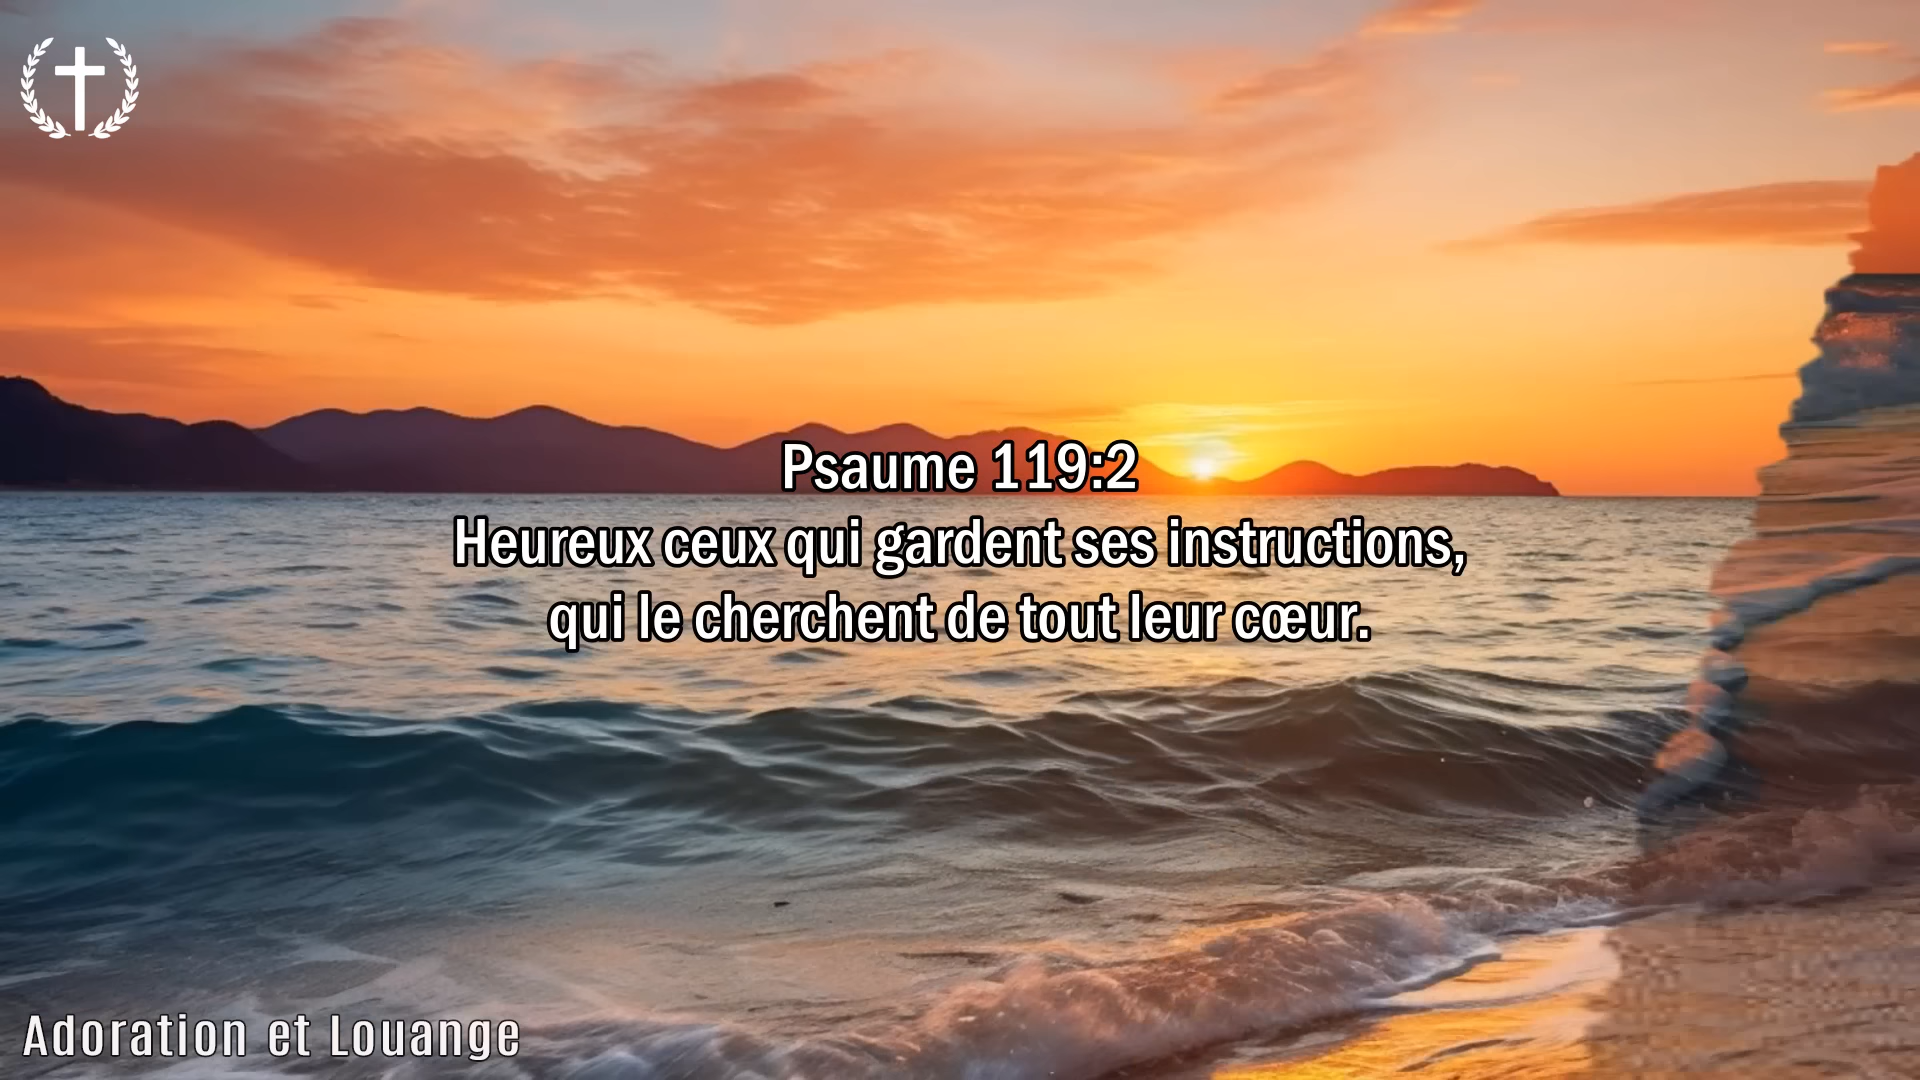 Psaume 119:2
Heureux ceux qui gardent ses instructions,
qui le cherchent de tout leur cœur.
Adoration et Louange